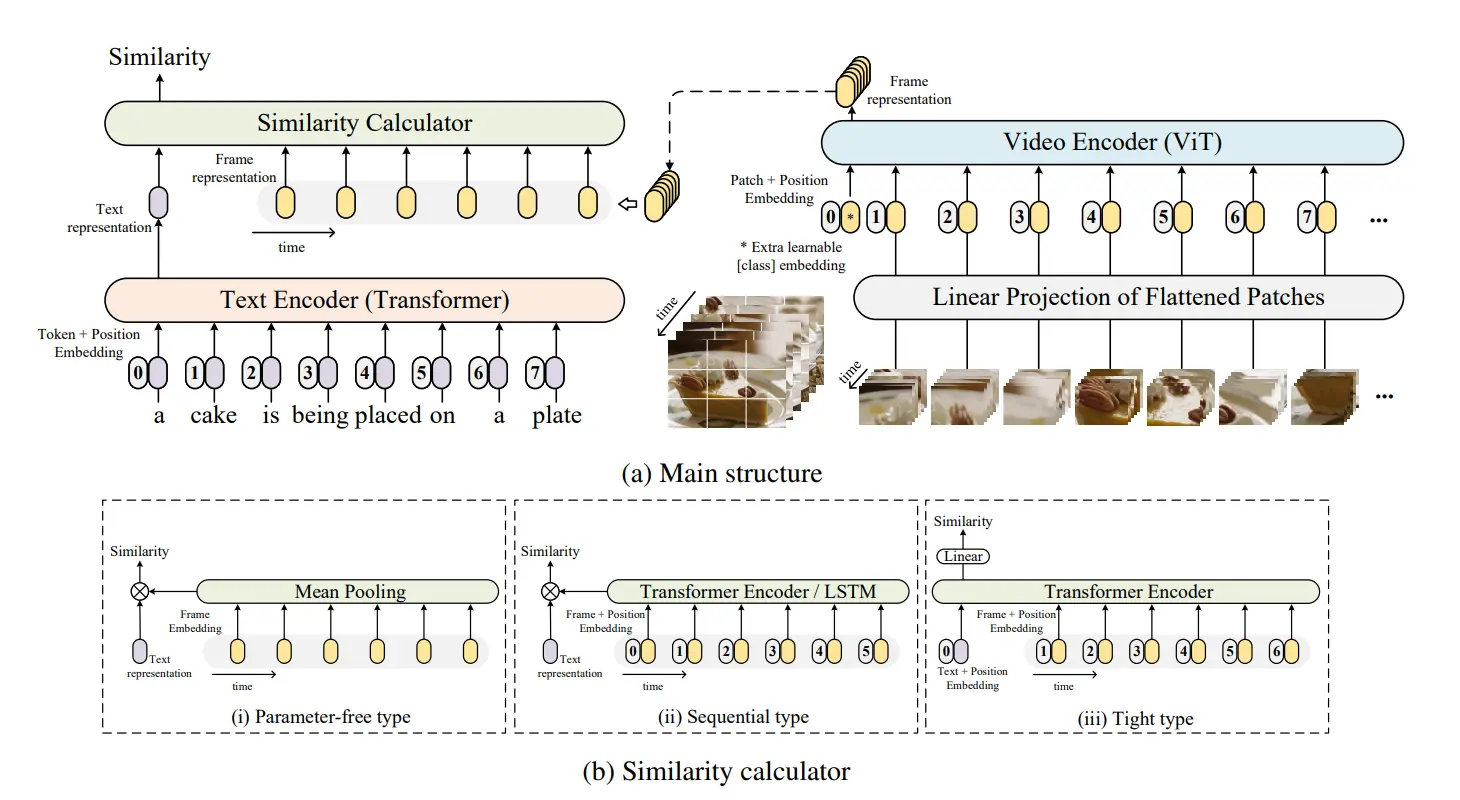 Similarity
Similarity Calculator
Frame
representation
Text
representation
time
Text Encoder (Transformer)
Token + Position
Embedding
0 1 2 3 4 5 6 7
a cake is being placed on a plate
Frame
representation
Video Encoder (ViT)
Patch + Position
Embedding
0 * 1 2 3 4 5 6 7 ...
* Extra learnable
[class] embedding
Linear Projection of Flattened Patches
time
time
...
(a) Main structure
Similarity
Mean Pooling
Frame
Embedding
Text
representation
time
(i) Parameter-free type
Similarity
Transformer Encoder / LSTM
Frame + Position
Embedding
0 1 2 3 4 5
Text
representation
time
(ii) Sequential type
Similarity
Linear
Transformer Encoder
Frame + Position
Embedding
0 1 2 3 4 5 6
Text + Position
Embedding
time
(iii) Tight type
(b) Similarity calculator